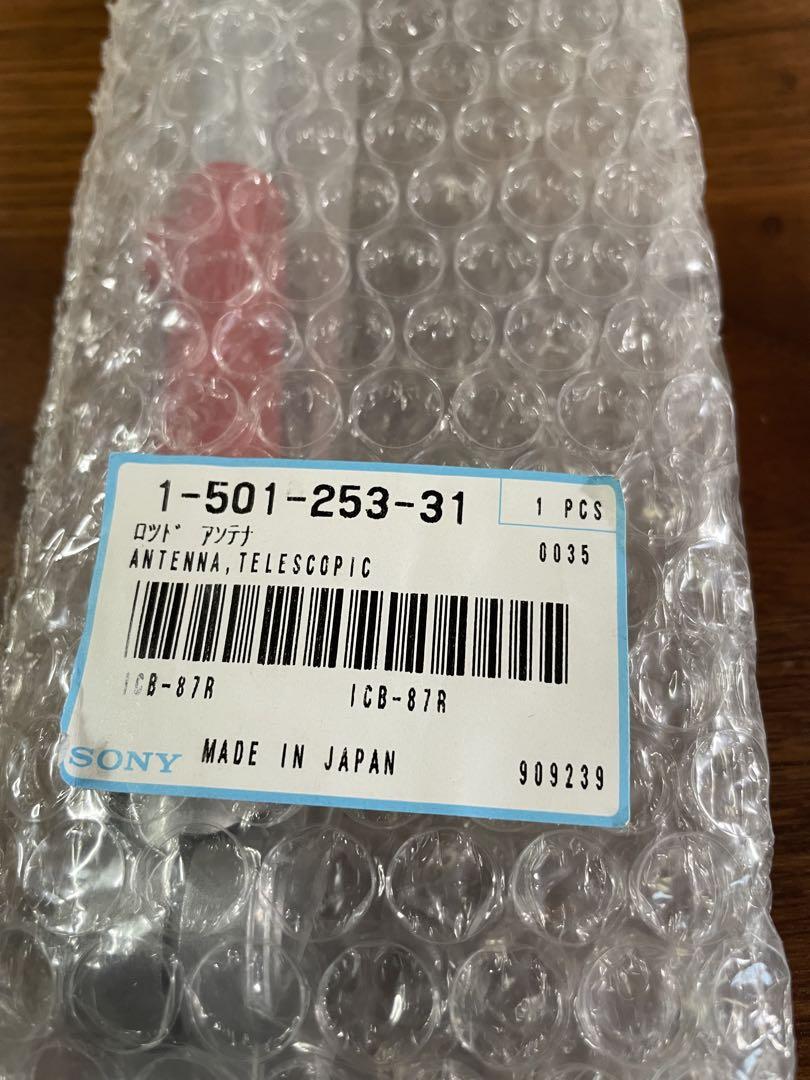 1-501-253-31
1 PCS
ロツド アンテナ
0035
ANTENNA,TELESCOPIC
ICB-87R ICB-87R
SONY MADE IN JAPAN
909239